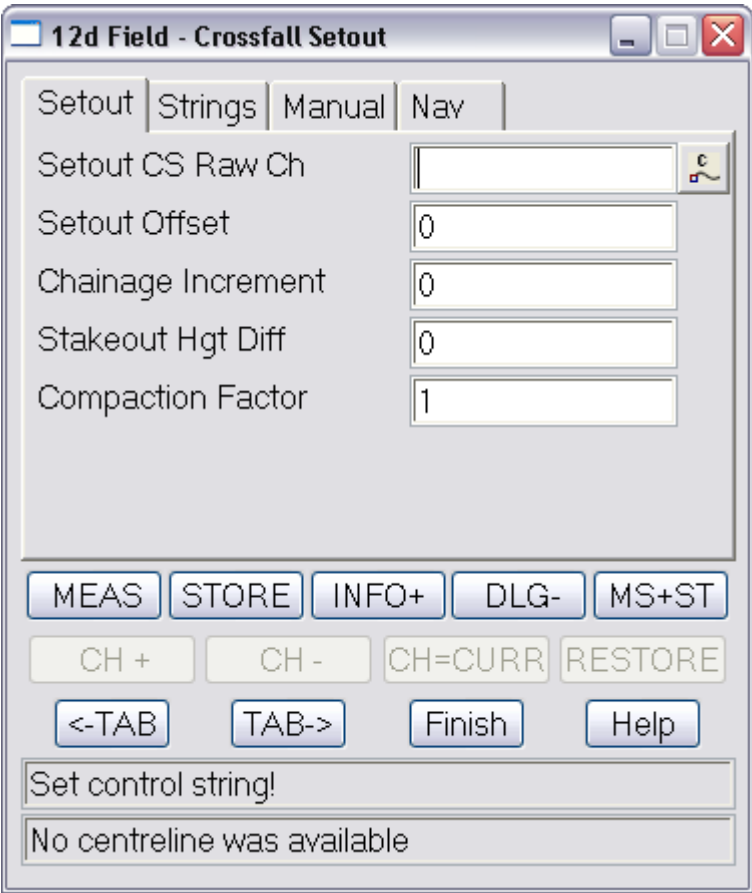 12d Field - Crossfall Setout
Setout Strings Manual Nav
Setout CS Raw Ch
c
Setout Offset 0
Chainage Increment 0
Stakeout Hgt Diff 0
Compaction Factor 1
MEAS STORE INFO+ DLG- MS+ST
CH + CH - CH=CURR RESTORE
<-TAB TAB-> Finish Help
Set control string!
No centreline was available